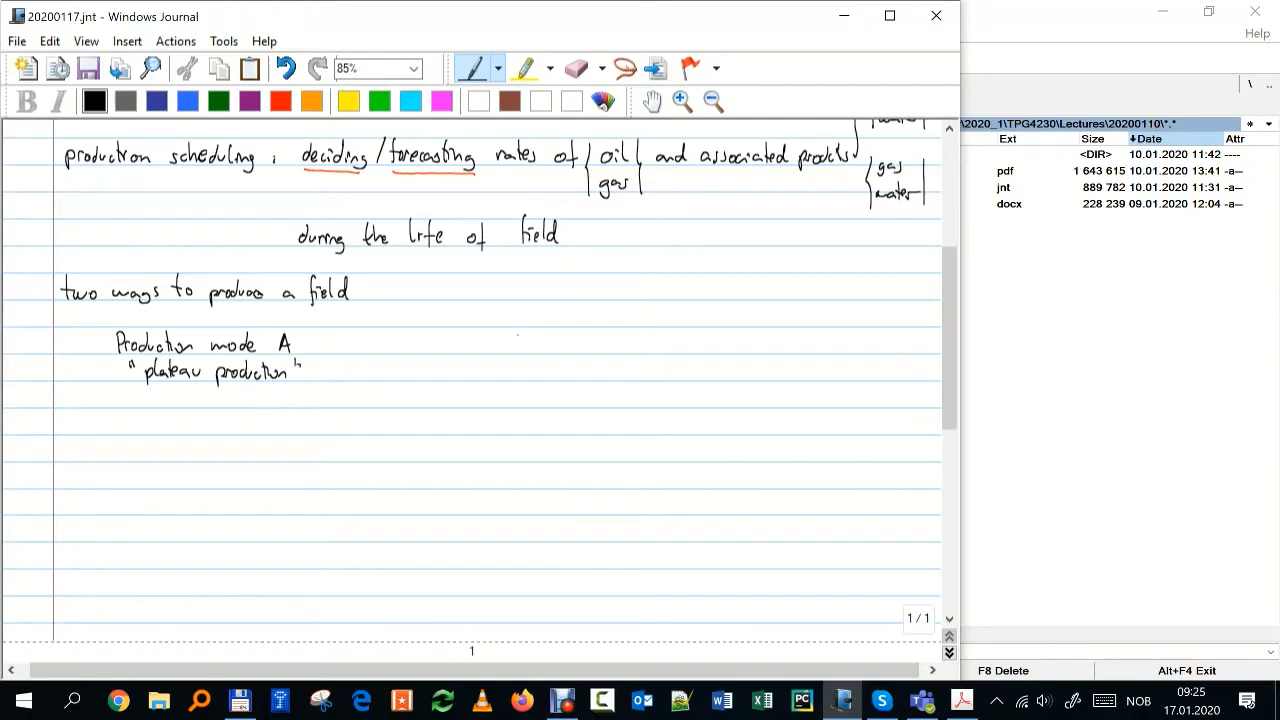 20200117.jnt - Windows Journal
File Edit View Insert Actions Tools Help
Help
85%
B I
\ ..
\2020_1\TPG4230\Lectures\20200110\*.* * 
Ext Size Date Attr
<DIR> 10.01.2020 11:42 ----
pdf 1 643 615 10.01.2020 13:41 -a--
jnt 889 782 10.01.2020 11:31 -a--
docx 228 239 09.01.2020 12:04 -a--
production scheduling, deciding / forecasting rates of { oil and associated products { gas
gas water
during the life of field
two ways to produce a field
Production mode A
"plateau production"
1 / 1
1
F8 Delete Alt+F4 Exit
NOB 09:25
17.01.2020